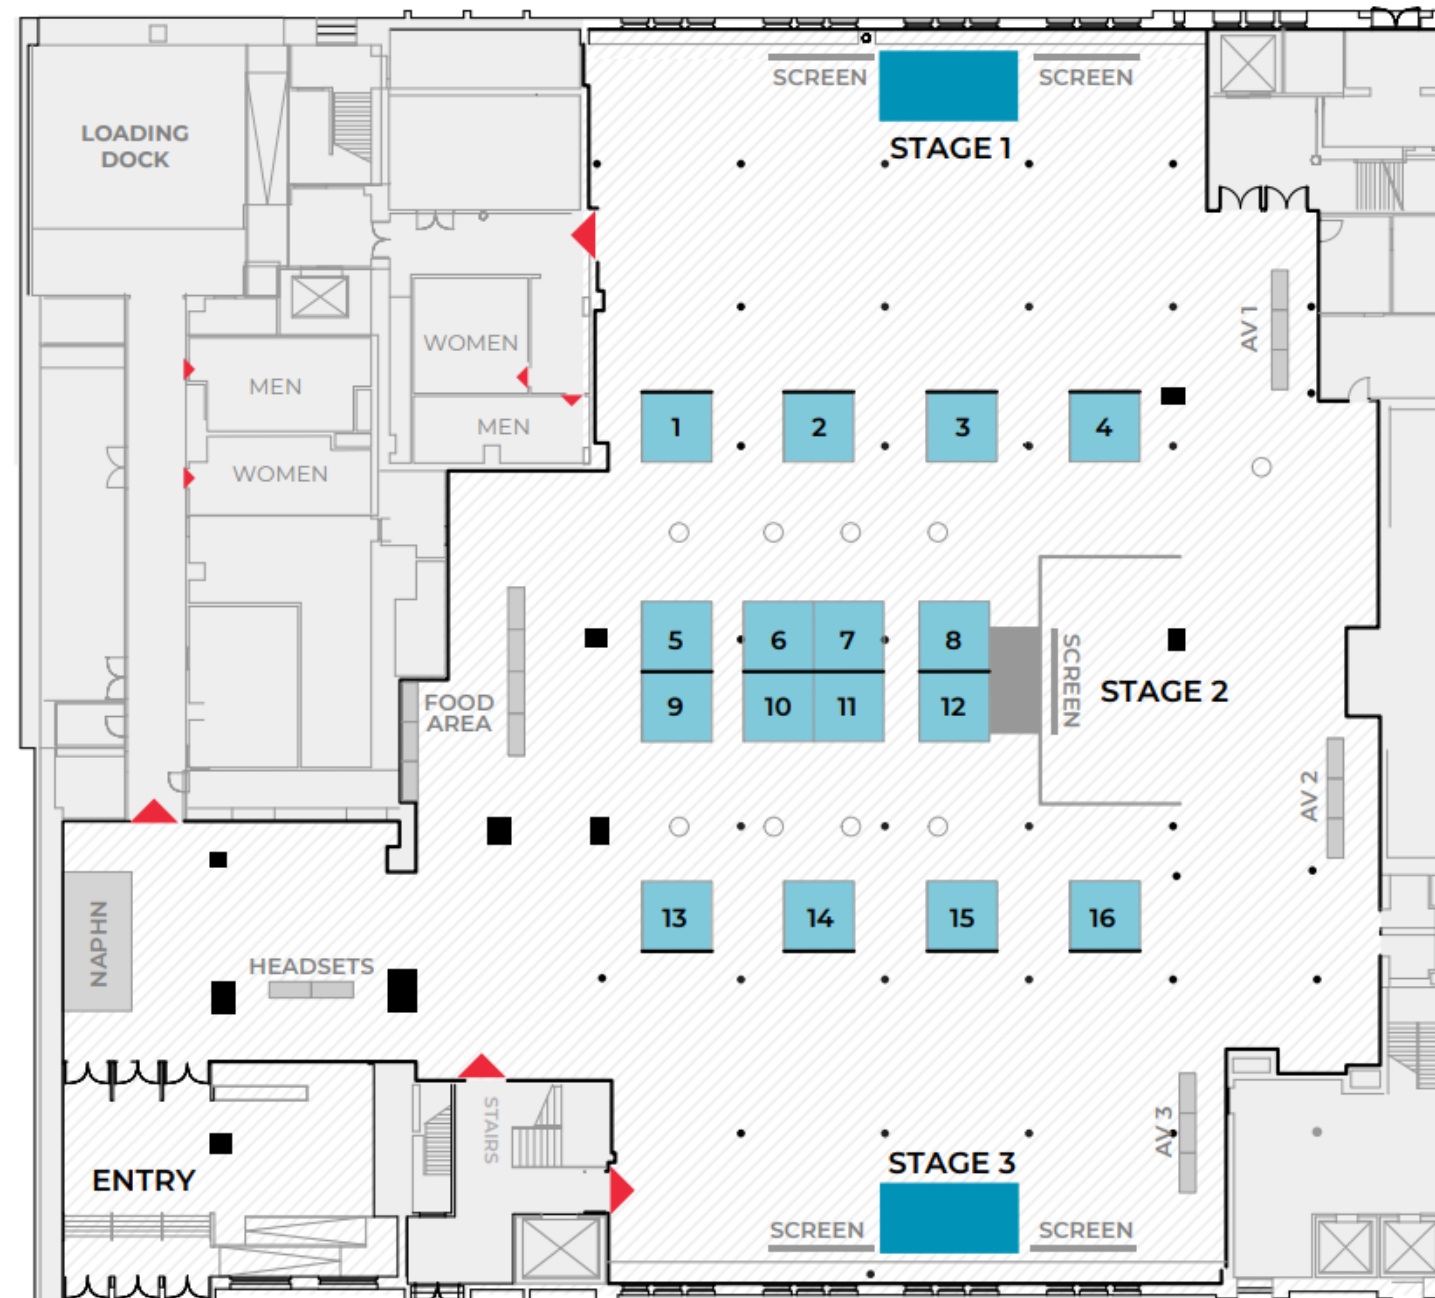 SCREEN
SCREEN
STAGE 1
LOADING
DOCK
AV 1
WOMEN
MEN
MEN
WOMEN
1
2
3
4
5
6
7
8
9
10
11
12
SCREEN
STAGE 2
FOOD
AREA
AV 2
NAPHN
HEADSETS
13
14
15
16
STAIRS
ENTRY
AV 3
STAGE 3
SCREEN
SCREEN